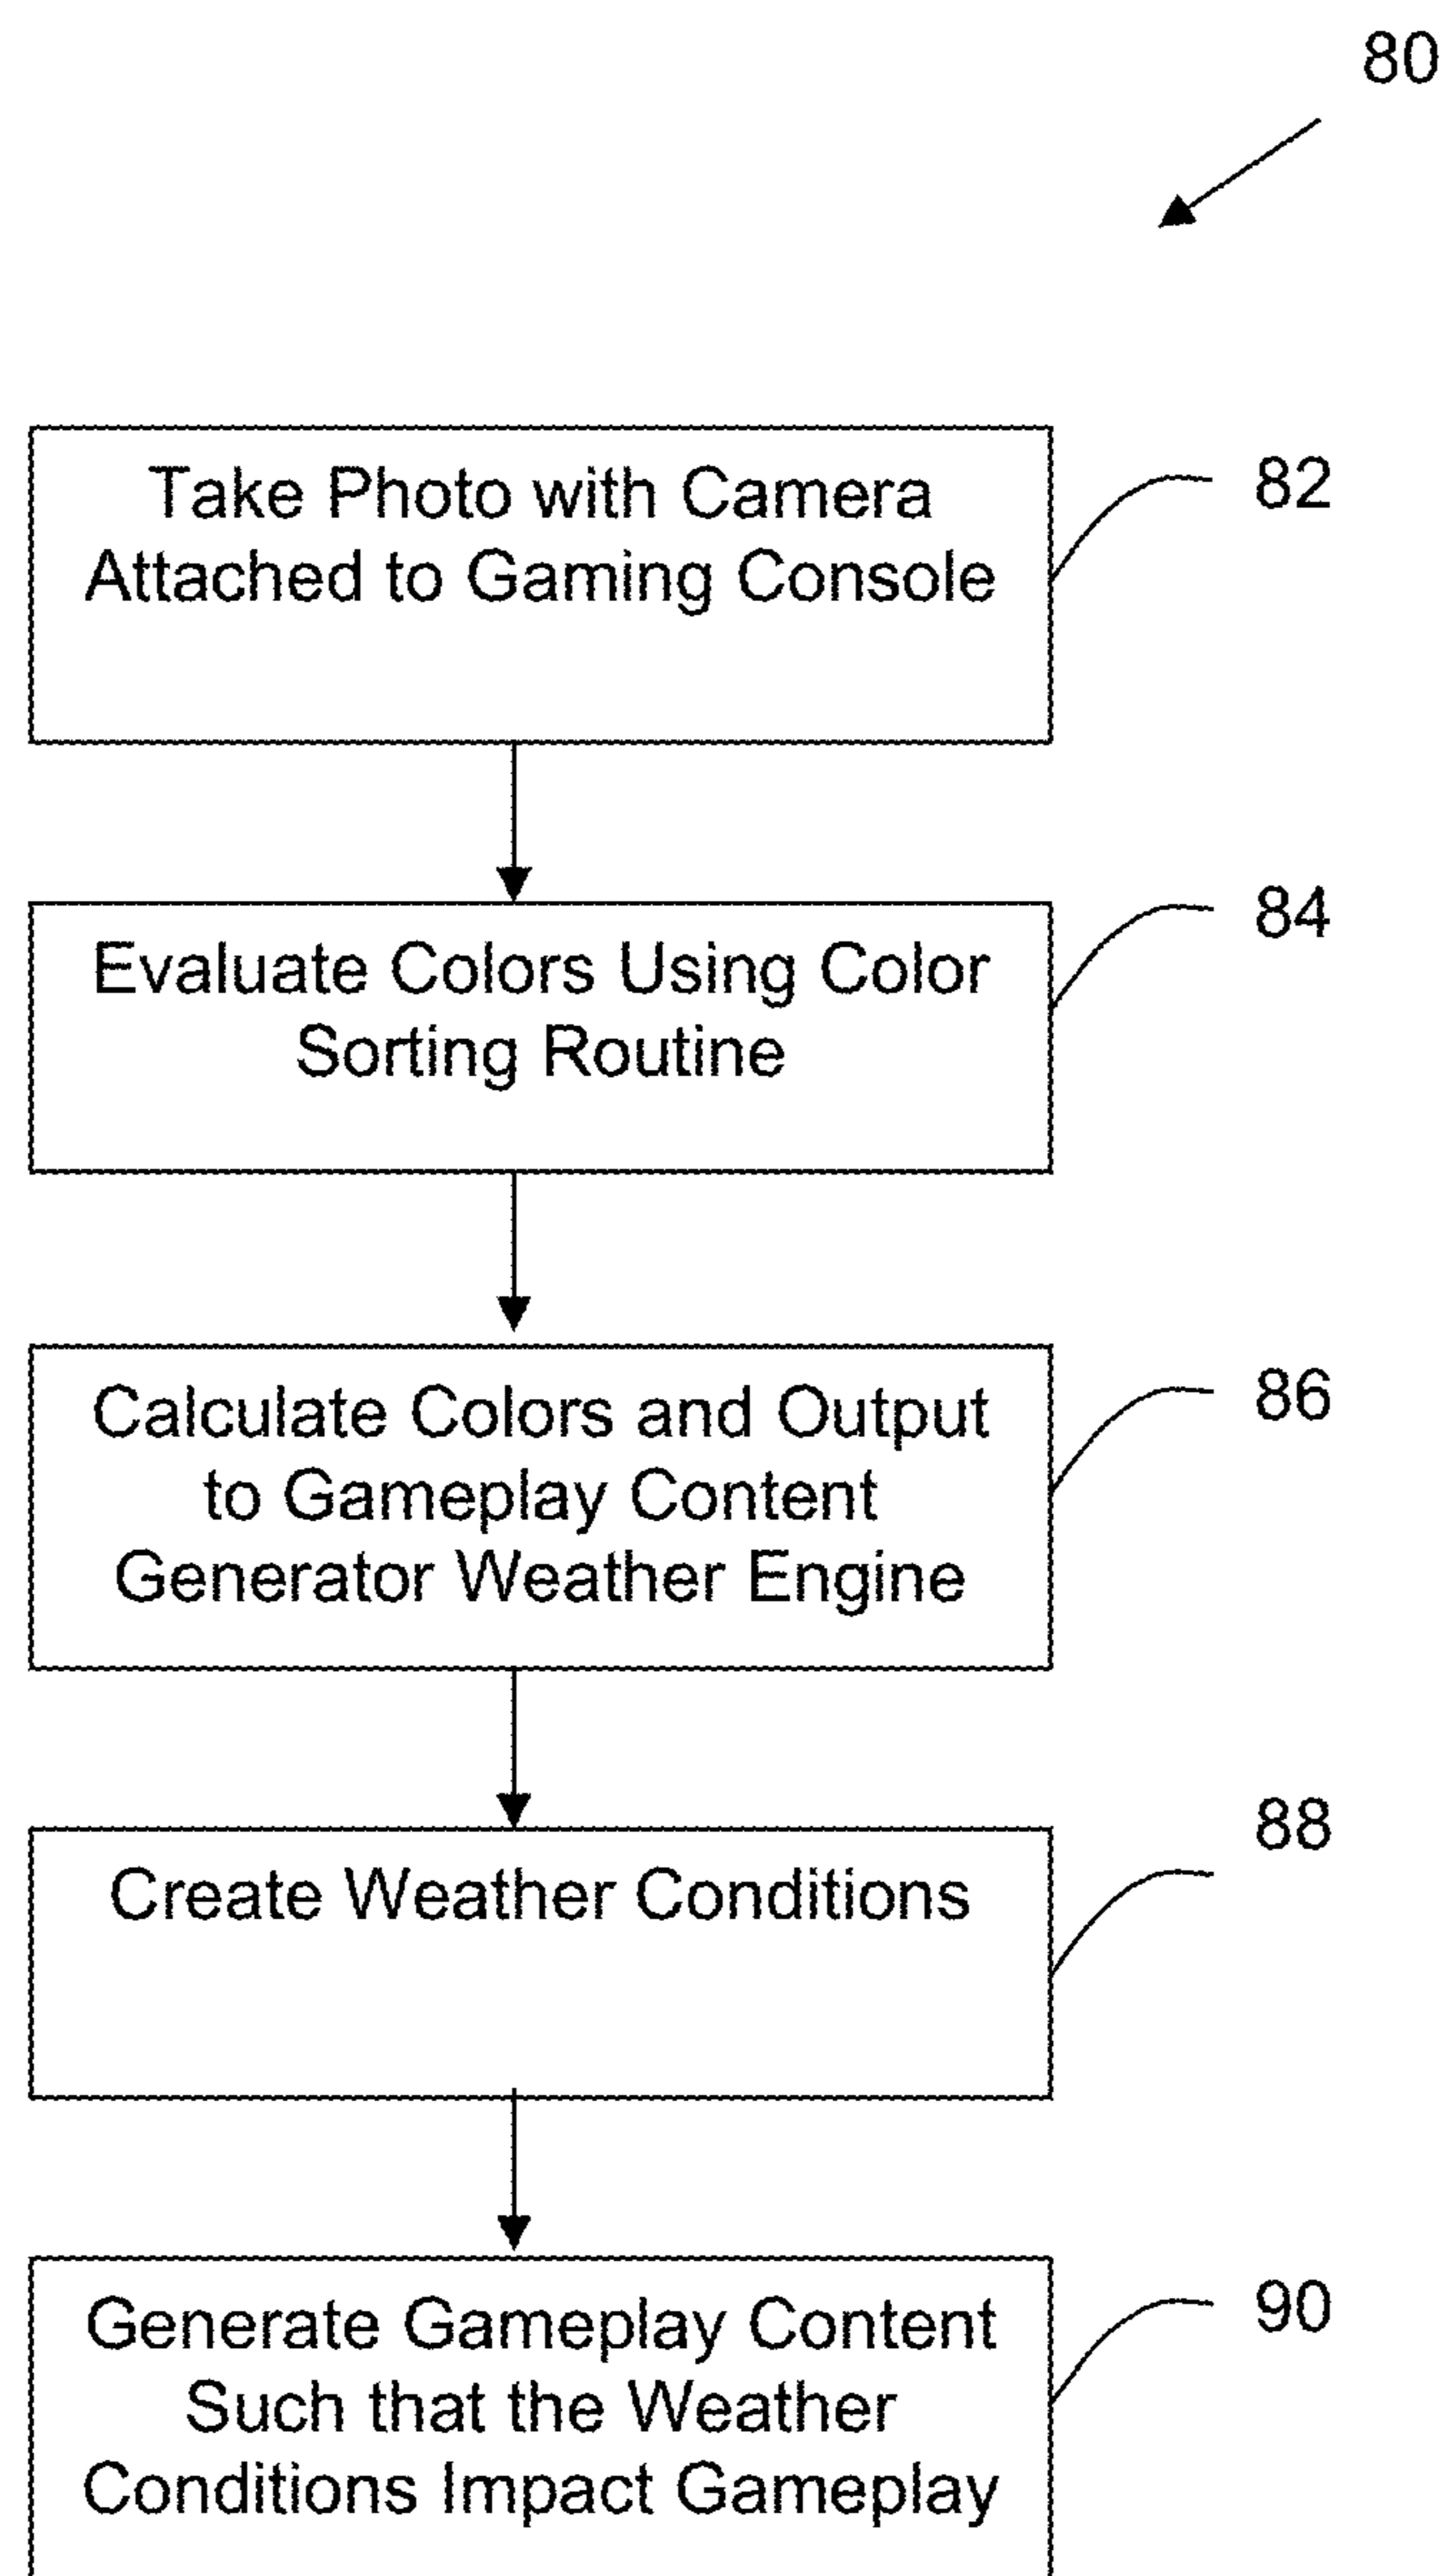 80
Take Photo with Camera
Attached to Gaming Console
82
Evaluate Colors Using Color
Sorting Routine
84
Calculate Colors and Output
to Gameplay Content
Generator Weather Engine
86
Create Weather Conditions
88
Generate Gameplay Content
Such that the Weather
Conditions Impact Gameplay
90